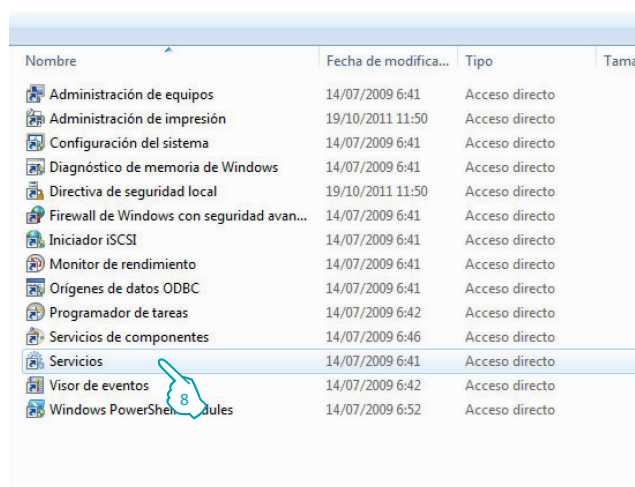 Nombre Fecha de modifica... Tipo Tama
Administración de equipos 14/07/2009 6:41 Acceso directo
Administración de impresión 19/10/2011 11:50 Acceso directo
Configuración del sistema 14/07/2009 6:41 Acceso directo
Diagnóstico de memoria de Windows 14/07/2009 6:41 Acceso directo
Directiva de seguridad local 19/10/2011 11:50 Acceso directo
Firewall de Windows con seguridad avan... 14/07/2009 6:41 Acceso directo
Iniciador iSCSI 14/07/2009 6:41 Acceso directo
Monitor de rendimiento 14/07/2009 6:41 Acceso directo
Orígenes de datos ODBC 14/07/2009 6:41 Acceso directo
Programador de tareas 14/07/2009 6:42 Acceso directo
Servicios de componentes 14/07/2009 6:46 Acceso directo
Servicios 14/07/2009 6:41 Acceso directo
Visor de eventos 14/07/2009 6:42 Acceso directo
8
Windows 14/07/2009 6:52 Acceso directo